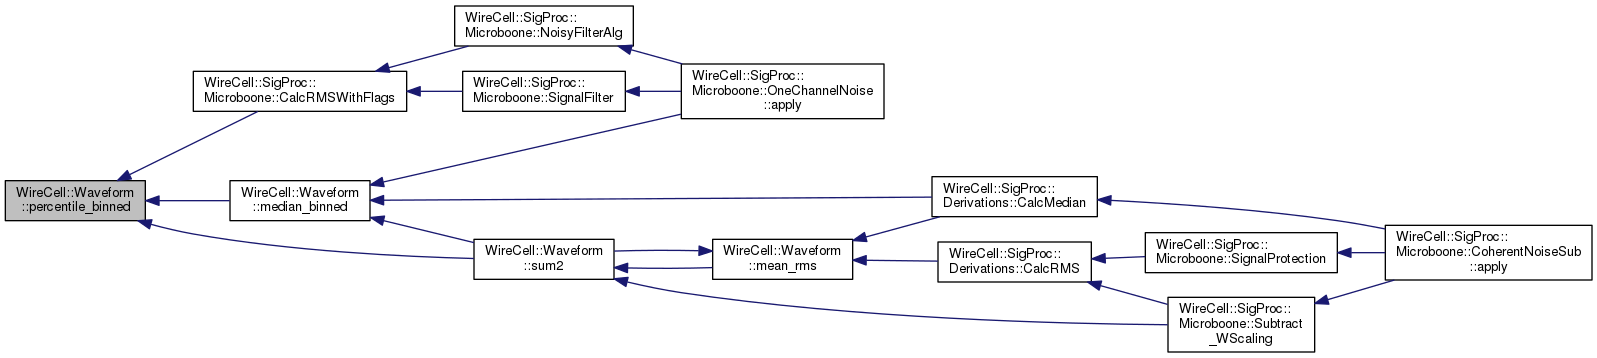 WireCell::SigProc::
Microboone::NoisyFilterAlg
WireCell::SigProc::
Microboone::CalcRMSWithFlags
WireCell::SigProc::
Microboone::SignalFilter
WireCell::SigProc::
Microboone::OneChannelNoise
::apply
WireCell::Waveform
::percentile_binned
WireCell::Waveform
::median_binned
WireCell::SigProc::
Derivations::CalcMedian
WireCell::Waveform
::sum2
WireCell::Waveform
::mean_rms
WireCell::SigProc::
Derivations::CalcRMS
WireCell::SigProc::
Microboone::SignalProtection
WireCell::SigProc::
Microboone::CoherentNoiseSub
::apply
WireCell::SigProc::
Microboone::Subtract
_WScaling